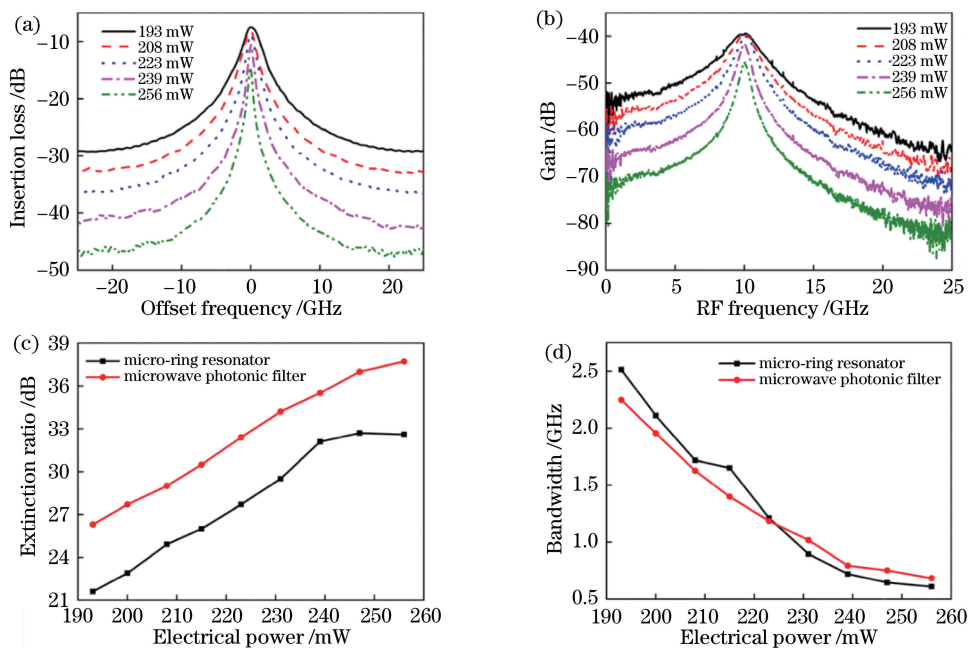 (a)
193 mW
208 mW
223 mW
239 mW
256 mW
−10
−20
−30
−40
−50
Insertion loss /dB
−20
−10
0
10
20
Offset frequency /GHz
(b)
193 mW
208 mW
223 mW
239 mW
256 mW
−40
−50
−60
−70
−80
−90
Gain /dB
0
5
10
15
20
25
RF frequency /GHz
(c)
micro-ring resonator
microwave photonic filter
39
36
33
30
27
24
21
Extinction ratio /dB
190
200
210
220
230
240
250
260
Electrical power /mW
(d)
micro-ring resonator
microwave photonic filter
2.5
2.0
1.5
1.0
0.5
Bandwidth /GHz
190
200
210
220
230
240
250
260
Electrical power /mW